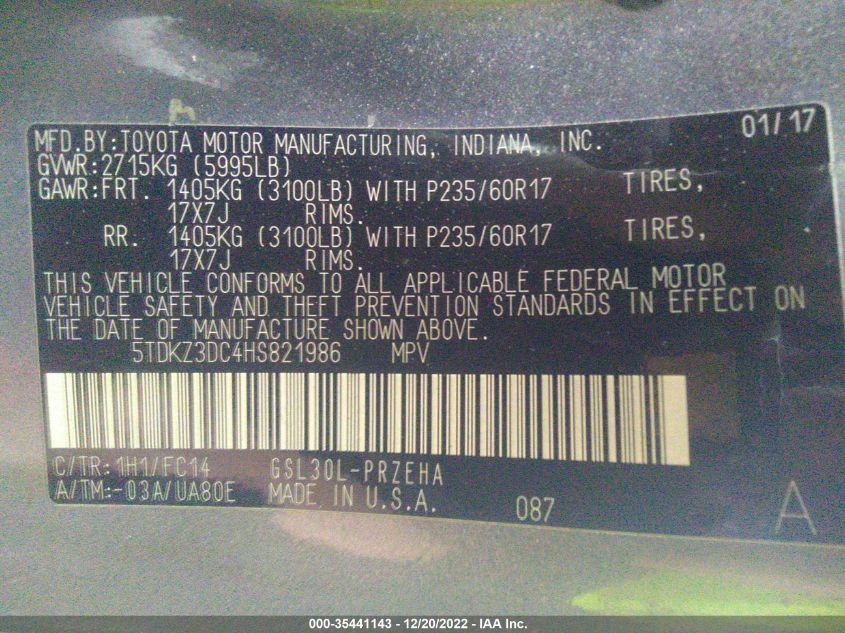 MFD.BY:TOYOTA MOTOR MANUFACTURING, INDIANA, INC. 01/17
GVWR:2715KG (5995LB)
GAWR:FRT. 1405KG (3100LB) WITH P235/60R17 TIRES,
17X7J RIMS.
RR. 1405KG (3100LB) WITH P235/60R17 TIRES,
17X7J RIMS.
THIS VEHICLE CONFORMS TO ALL APPLICABLE FEDERAL MOTOR
VEHICLE SAFETY AND THEFT PREVENTION STANDARDS IN EFFECT ON
THE DATE OF MANUFACTURE SHOWN ABOVE.
5TDKZ3DC4HS821986 MPV
C/TR:1H1/FC14 GSL30L-PRZEHA
A/TM:-03A/UA80E MADE IN U.S.A. 087 A
000-35441143 - 12/20/2022 - IAA Inc.